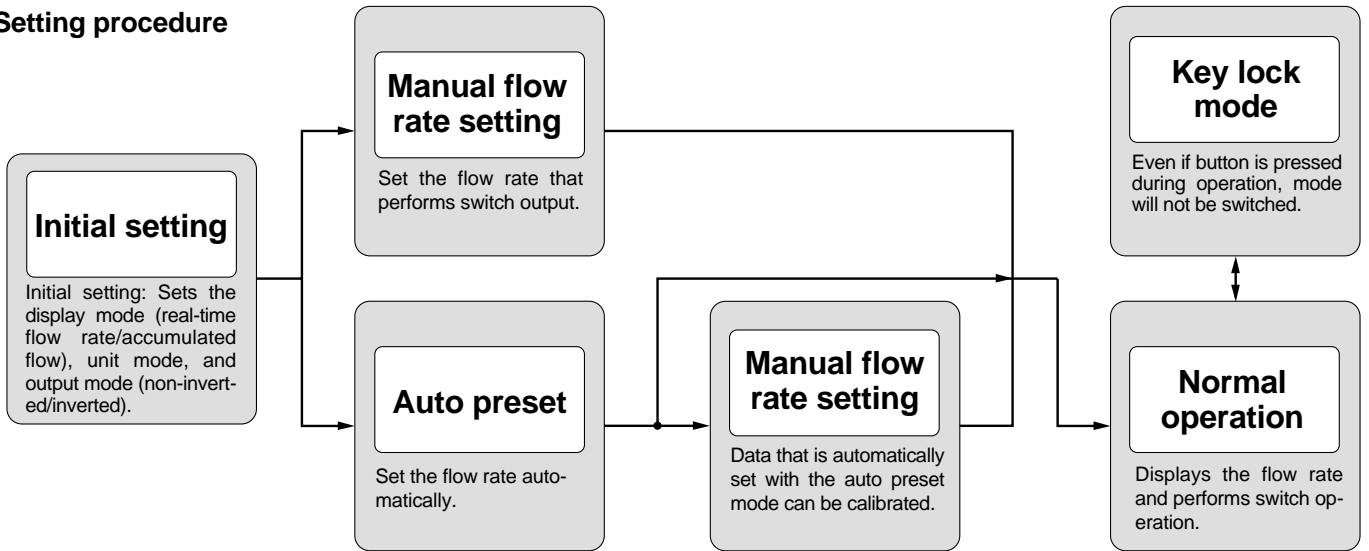 Setting procedure
Initial setting
Initial setting: Sets the
display mode (real-time
flow rate/accumulated
flow), unit mode, and
output mode (non-invert-
ed/inverted).
Manual flow
rate setting
Set the flow rate that
performs switch output.
Auto preset
Set the flow rate auto-
matically.
Manual flow
rate setting
Data that is automatically
set with the auto preset
mode can be calibrated.
Key lock
mode
Even if button is pressed
during operation, mode
will not be switched.
Normal
operation
Displays the flow rate
and performs switch op-
eration.